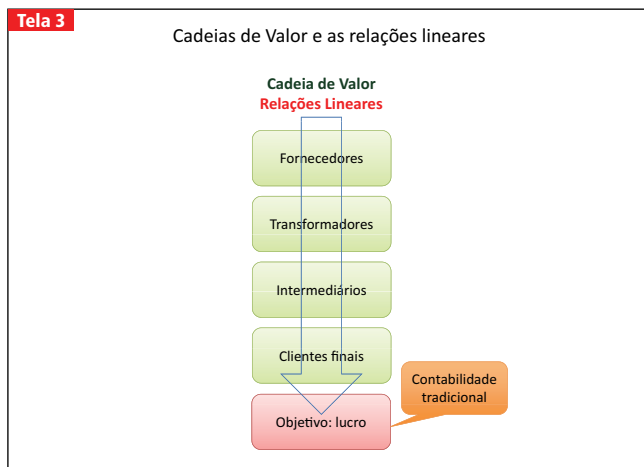 Tela 3
Cadeias de Valor e as relações lineares
Cadeia de Valor
Relações Lineares
Fornecedores
Transformadores
Intermediários
Clientes finais
Contabilidade
tradicional
Objetivo: lucro